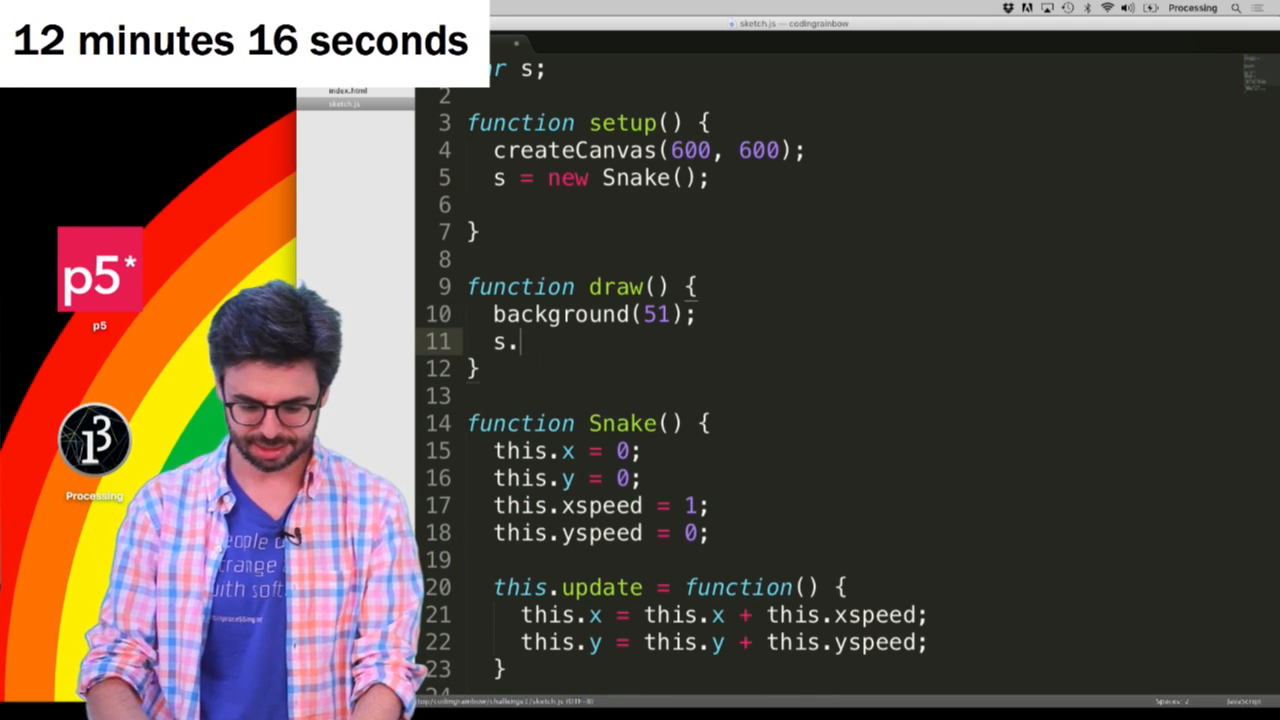 Processing
sketch.js — codingrainbow
12 minutes 16 seconds
index.html
sketch.js
r s;
2
3 function setup() {
4 createCanvas(600, 600);
5 s = new Snake();
6
7 }
8
9 function draw() {
10 background(51);
11 s.
12 }
13
14 function Snake() {
15 this.x = 0;
16 this.y = 0;
17 this.xspeed = 1;
18 this.yspeed = 0;
19
20 this.update = function() {
21 this.x = this.x + this.xspeed;
22 this.y = this.y + this.yspeed;
23 }
p5*
p5
Processing
eople
trange
with soft
Spaces: 2
JavaScript